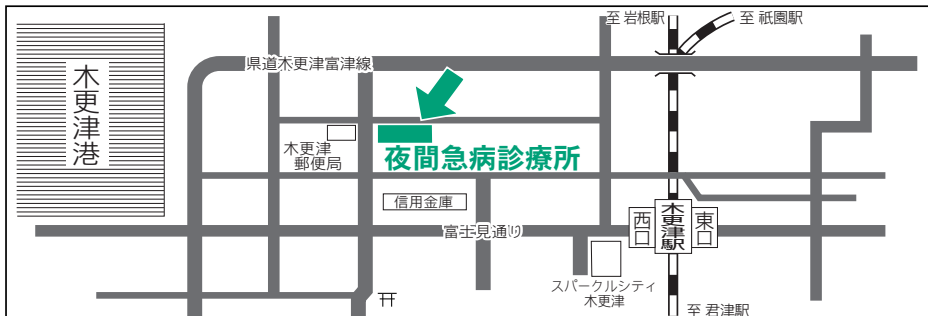 至 岩根駅
至 祇園駅
県道木更津富津線
木更津港
木更津
郵便局
夜間急病診療所
信用金庫
西口
木更津駅
東口
富士見通り
スパークルシティ
木更津
至 君津駅